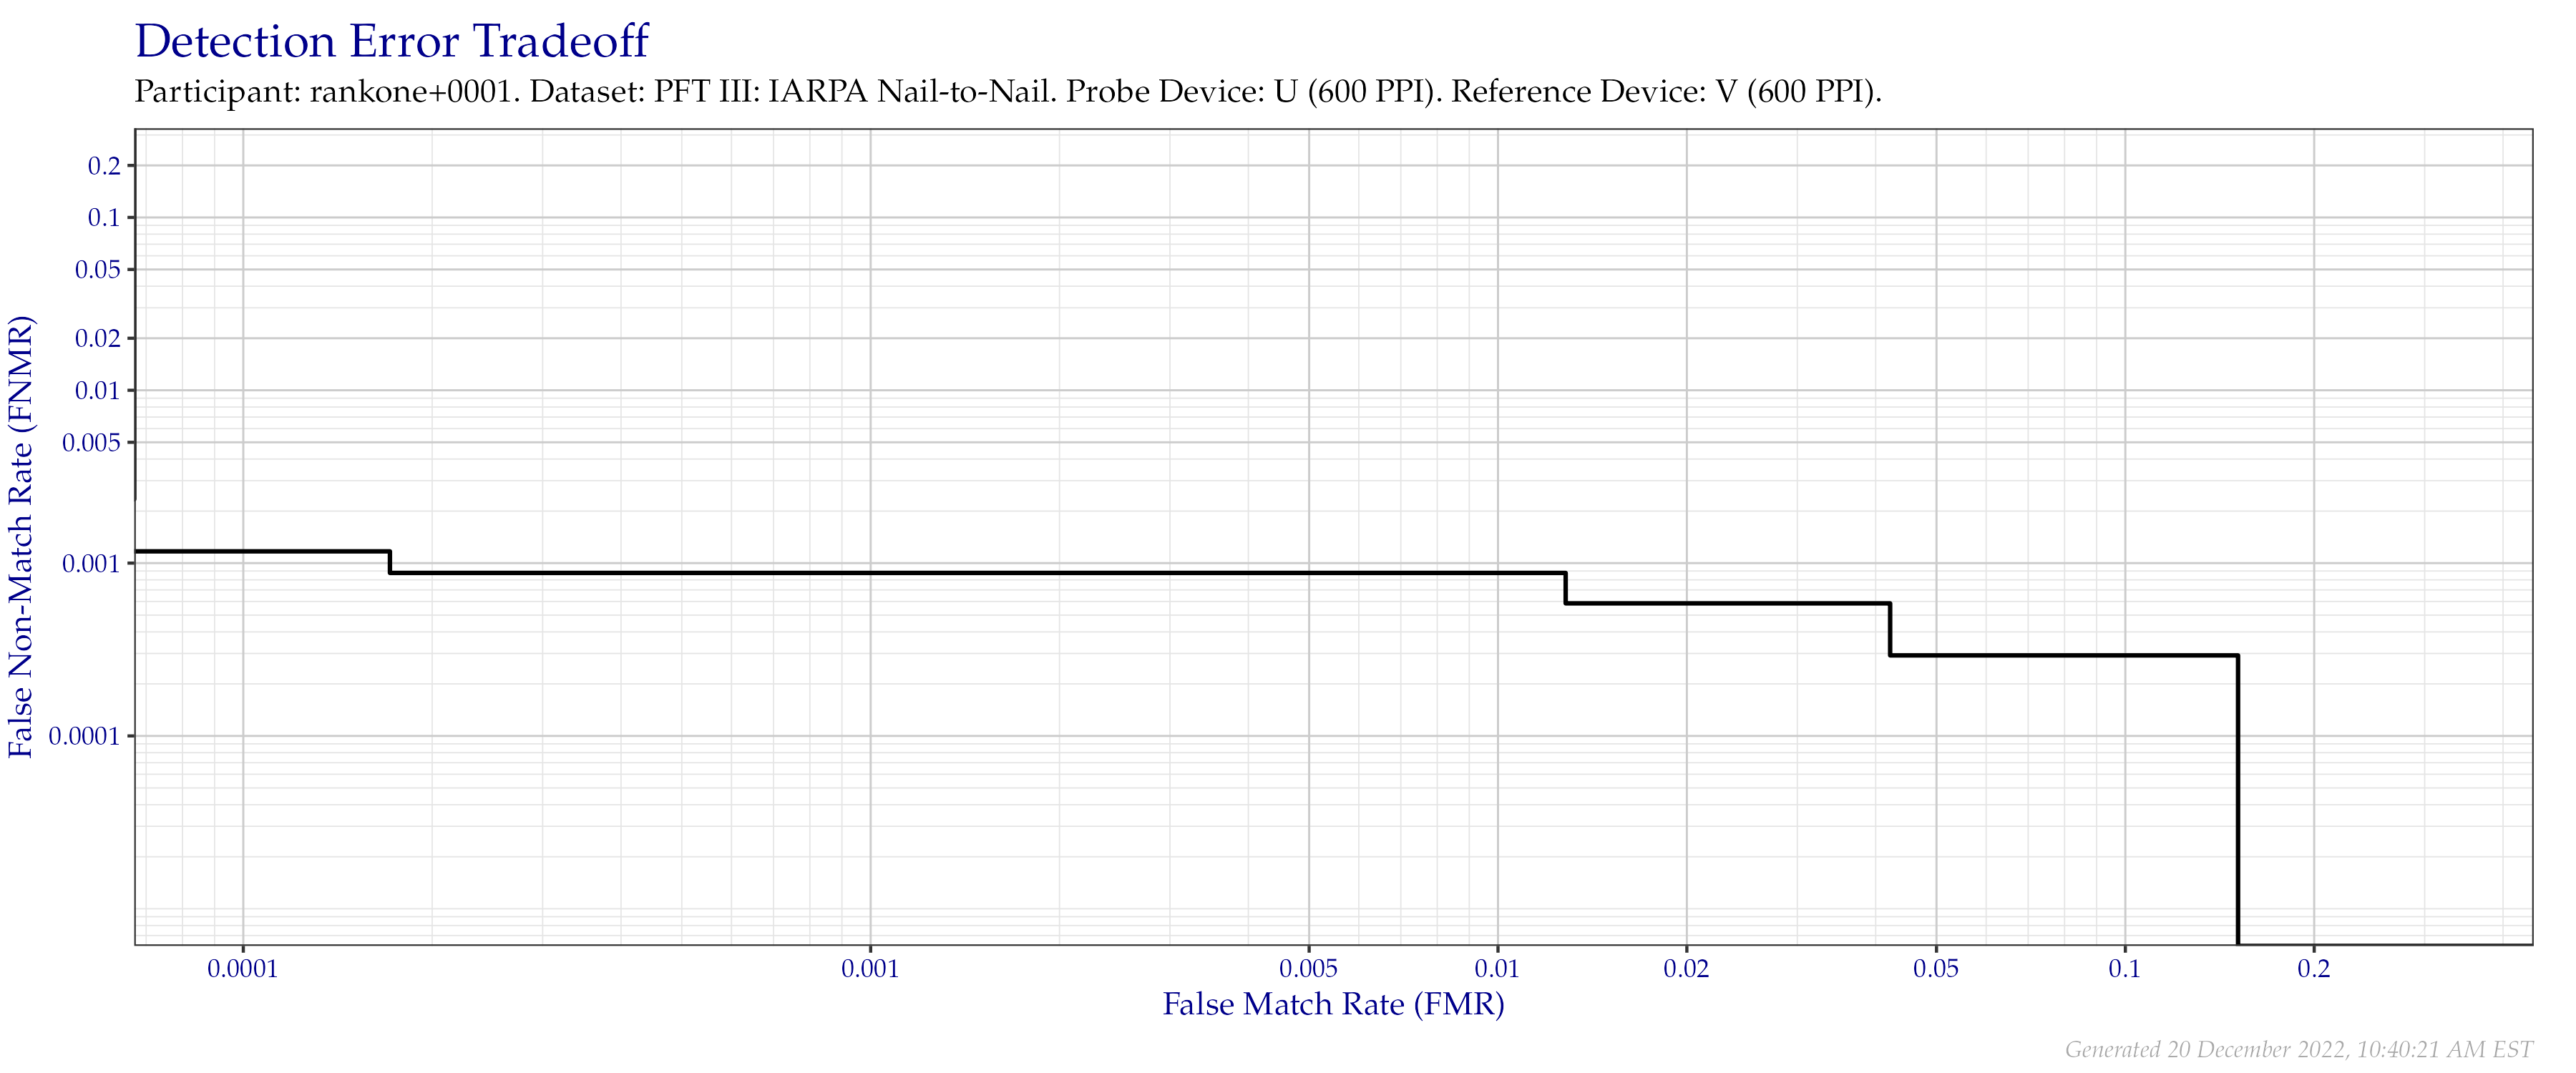 Detection Error Tradeoff
Participant: rankone+0001. Dataset: PFT III: IARPA Nail-to-Nail. Probe Device: U (600 PPI). Reference Device: V (600 PPI).
False Non-Match Rate (FNMR)
0.2
0.1
0.05
0.02
0.01
0.005
0.001
0.0001
0.0001 0.001 0.005 0.01 0.02 0.05 0.1 0.2
False Match Rate (FMR)
Generated 20 December 2022, 10:40:21 AM EST